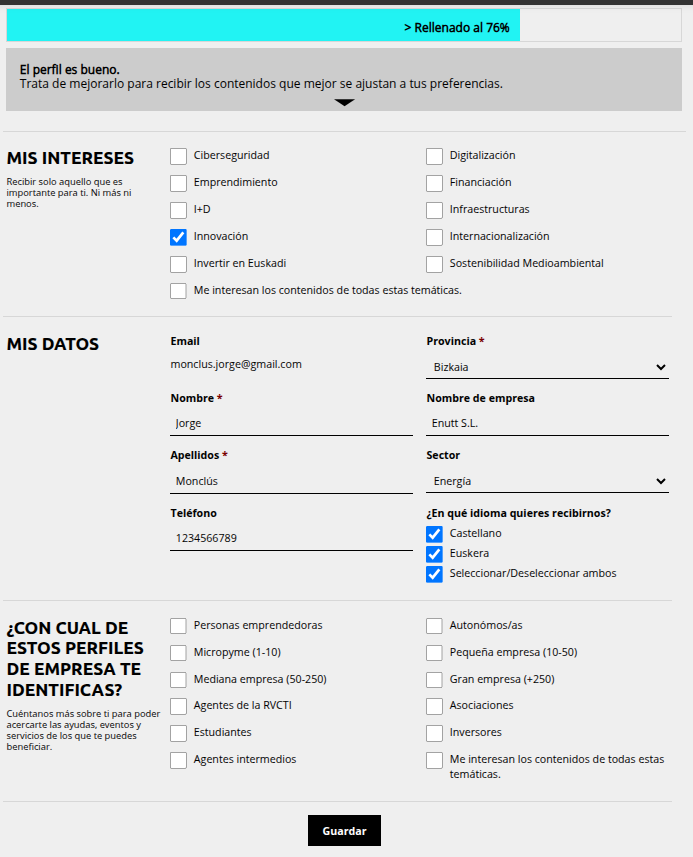 > Rellenado al 76%
El perfil es bueno.
Trata de mejorarlo para recibir los contenidos que mejor se ajustan a tus preferencias.
MIS INTERESES
Recibir solo aquello que es
importante para ti. Ni más ni
menos.
Ciberseguridad
Digitalización
Emprendimiento
Financiación
I+D
Infraestructuras
Innovación
Internacionalización
Invertir en Euskadi
Sostenibilidad Medioambiental
Me interesan los contenidos de todas estas temáticas.
MIS DATOS
Email
monclus.jorge@gmail.com
Provincia *
Bizkaia
Nombre *
Jorge
Nombre de empresa
Enutt S.L.
Apellidos *
Monclús
Sector
Energía
Teléfono
1234566789
¿En qué idioma quieres recibirnos?
Castellano
Euskera
Seleccionar/Deseleccionar ambos
¿CON CUAL DE
ESTOS PERFILES
DE EMPRESA TE
IDENTIFICAS?
Cuéntanos más sobre ti para poder
acercarte las ayudas, eventos y
servicios de los que te puedes
beneficiar.
Personas emprendedoras
Autonómos/as
Micropyme (1-10)
Pequeña empresa (10-50)
Mediana empresa (50-250)
Gran empresa (+250)
Agentes de la RVCTI
Asociaciones
Estudiantes
Inversores
Agentes intermedios
Me interesan los contenidos de todas estas
temáticas.
Guardar